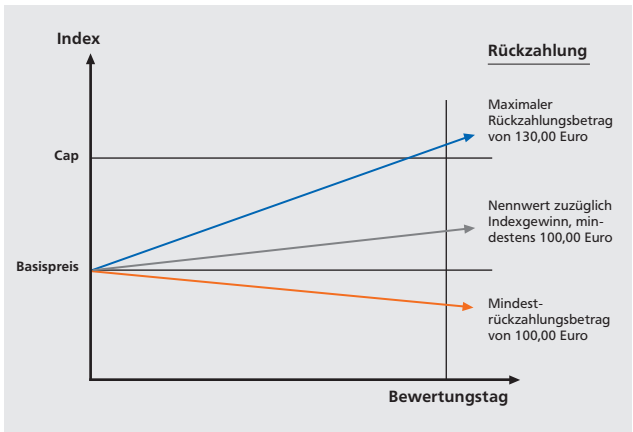 Index
Rückzahlung
Maximaler
Rückzahlungsbetrag
von 130,00 Euro
Cap
Nennwert zuzüglich
Indexgewinn, min-
destens 100,00 Euro
Basispreis
Mindest-
rückzahlungsbetrag
von 100,00 Euro
Bewertungstag